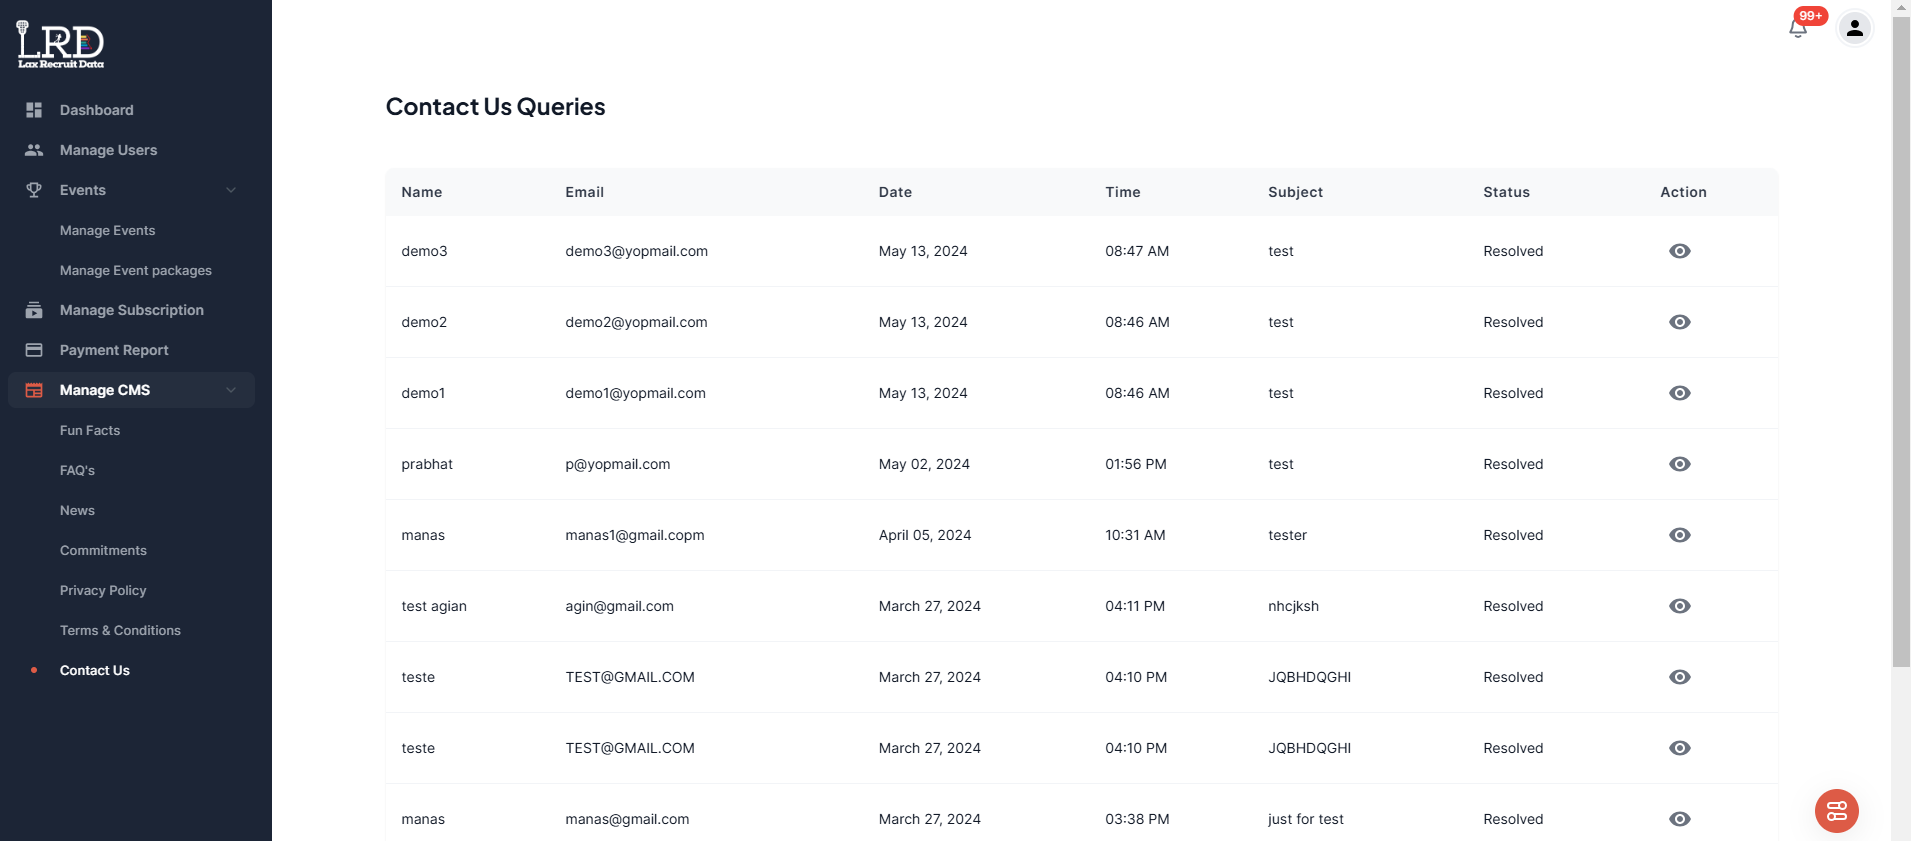 LRD
Lax Recruit Data
Dashboard
Manage Users
Events
Manage Events
Manage Event packages
Manage Subscription
Payment Report
Manage CMS
Fun Facts
FAQ's
News
Commitments
Privacy Policy
Terms & Conditions
Contact Us
99+
Contact Us Queries
Name Email Date Time Subject Status Action
demo3 demo3@yopmail.com May 13, 2024 08:47 AM test Resolved
demo2 demo2@yopmail.com May 13, 2024 08:46 AM test Resolved
demo1 demo1@yopmail.com May 13, 2024 08:46 AM test Resolved
prabhat p@yopmail.com May 02, 2024 01:56 PM test Resolved
manas manas1@gmail.copm April 05, 2024 10:31 AM tester Resolved
test agian agin@gmail.com March 27, 2024 04:11 PM nhcjksh Resolved
teste TEST@GMAIL.COM March 27, 2024 04:10 PM JQBHDQGHI Resolved
teste TEST@GMAIL.COM March 27, 2024 04:10 PM JQBHDQGHI Resolved
manas manas@gmail.com March 27, 2024 03:38 PM just for test Resolved